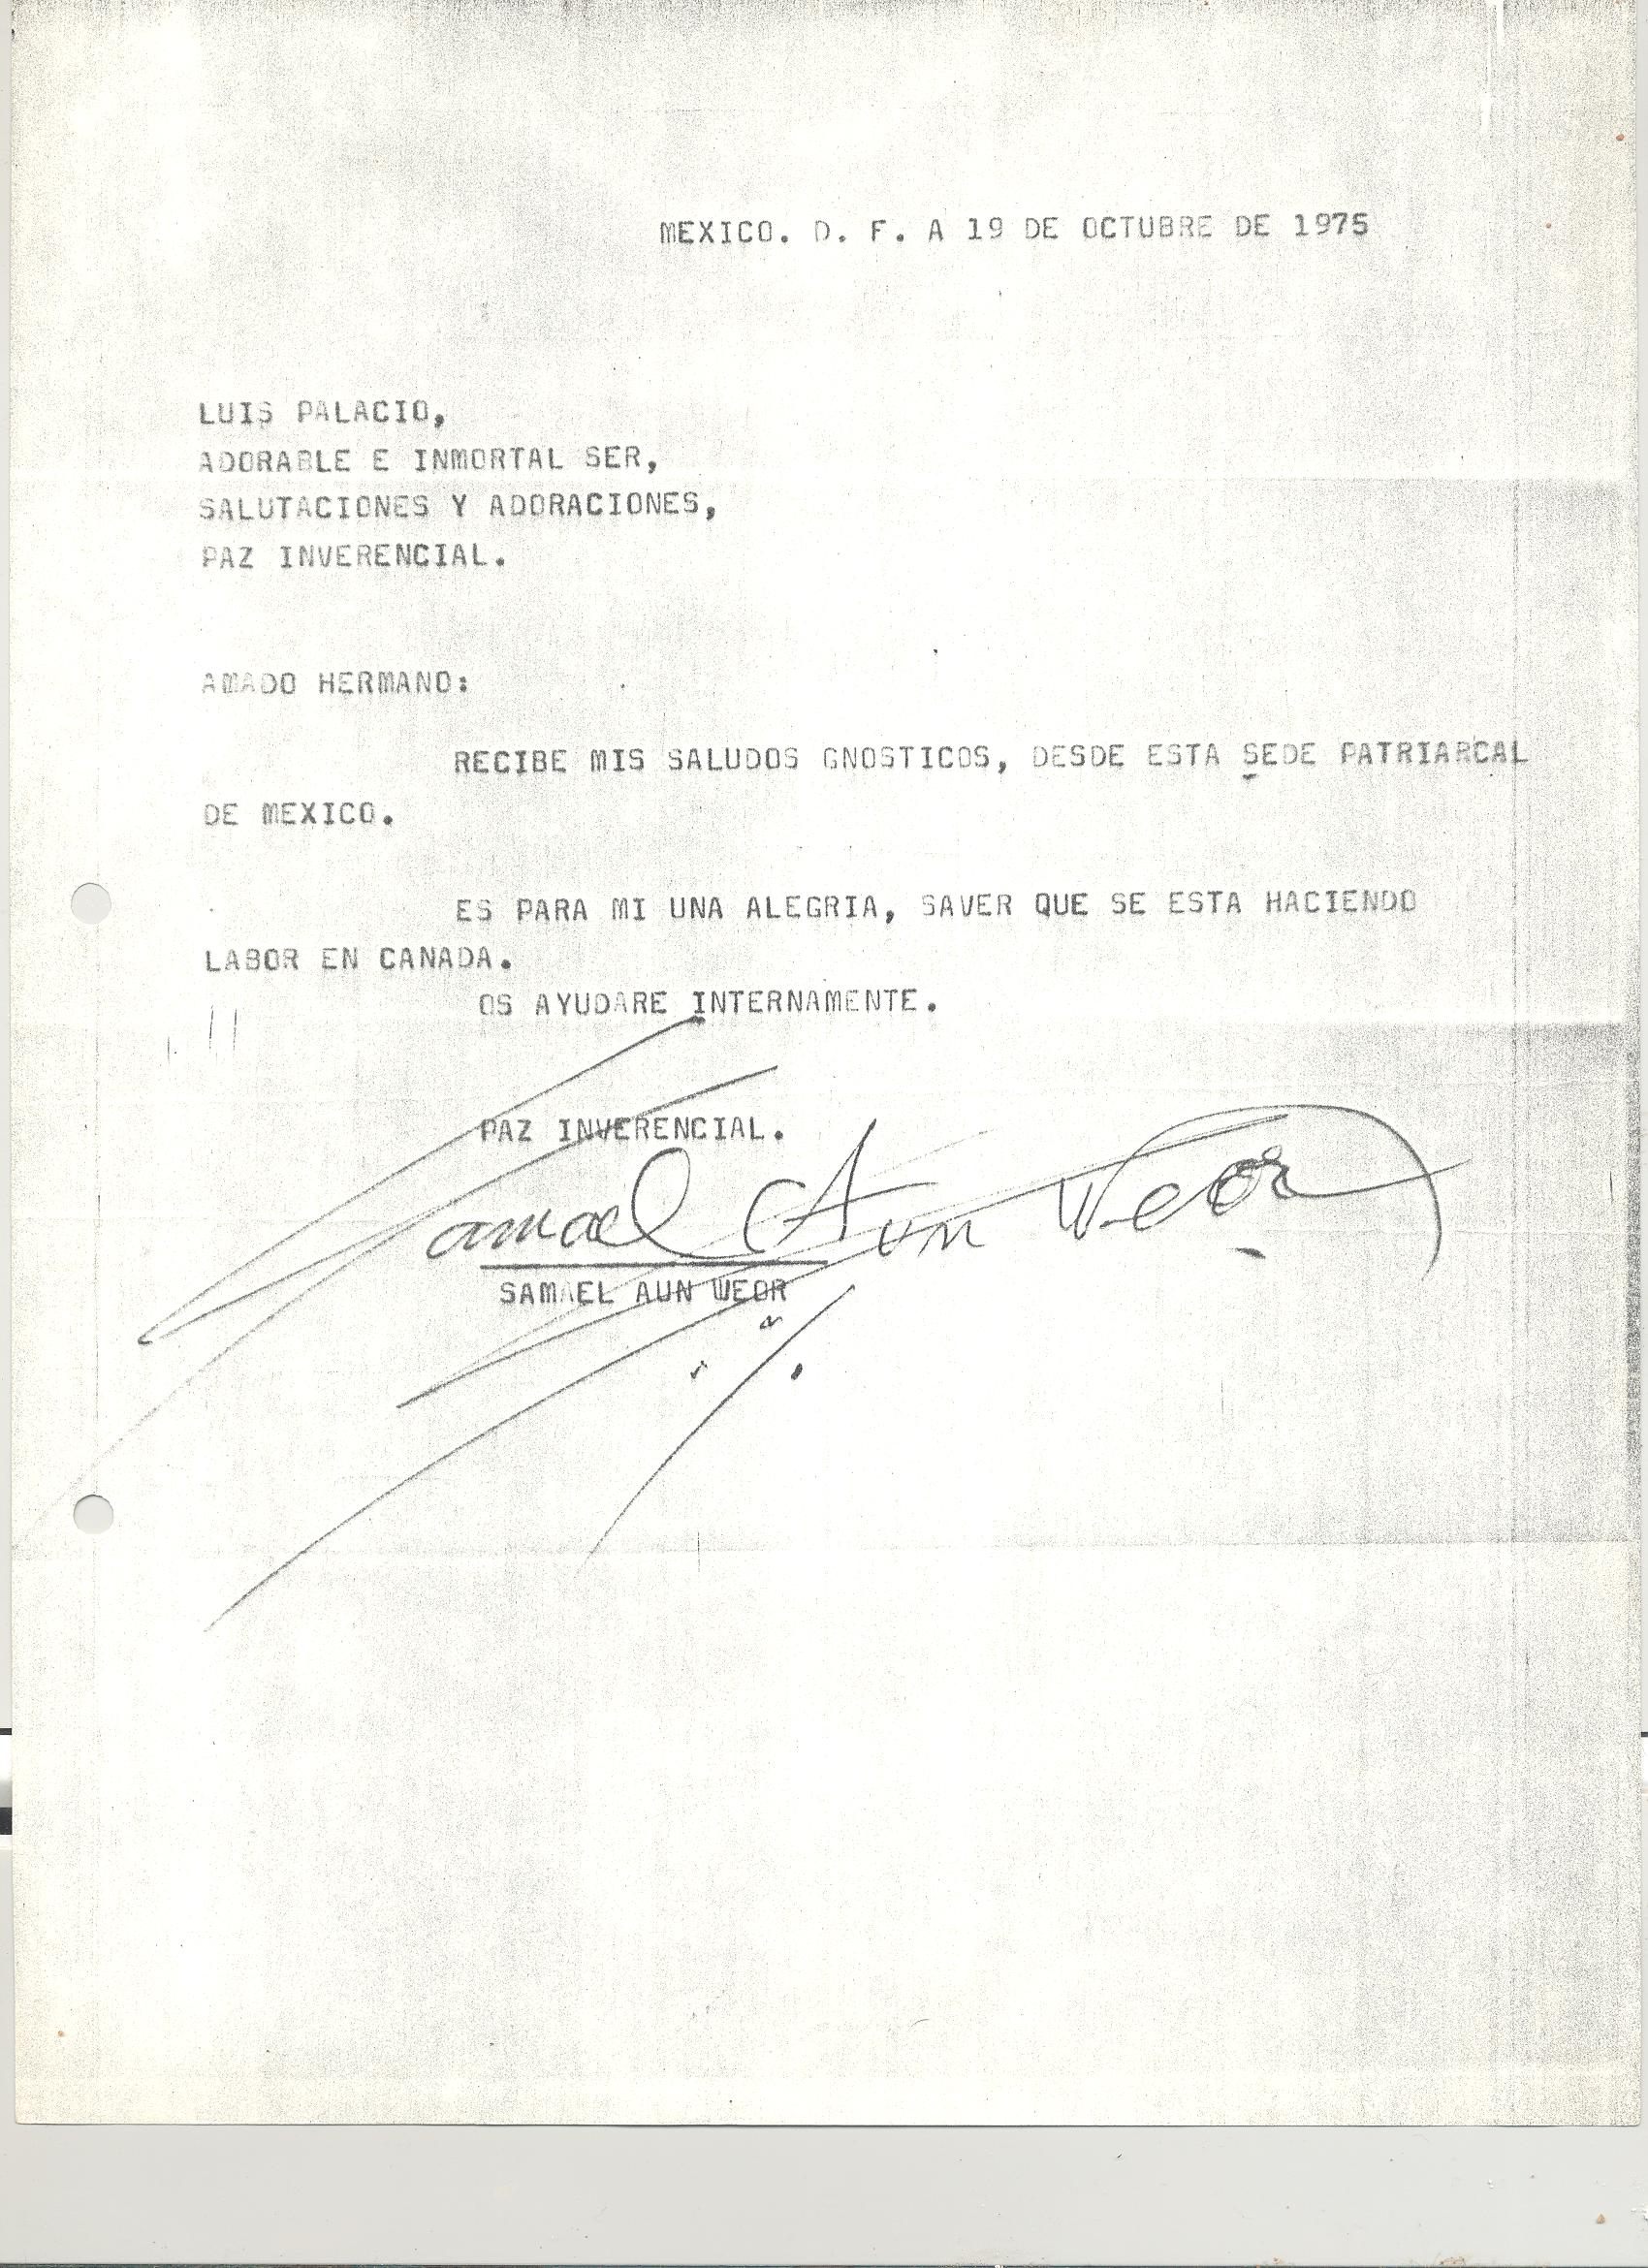 MEXICO. D. F. A 19 DE OCTUBRE DE 1975
LUIS PALACIO,
ADORABLE E INMORTAL SER,
SALUTACIONES Y ADORACIONES,
PAZ INVERENCIAL.
AMADO HERMANO:
RECIBE MIS SALUDOS GNOSTICOS, DESDE ESTA SEDE PATRIARCAL
DE MEXICO.
ES PARA MI UNA ALEGRIA, SAVER QUE SE ESTA HACIENDO
LABOR EN CANADA.
OS AYUDARE INTERNAMENTE.
PAZ INVERENCIAL.
Samael Aun Weor
SAMAEL AUN WEOR